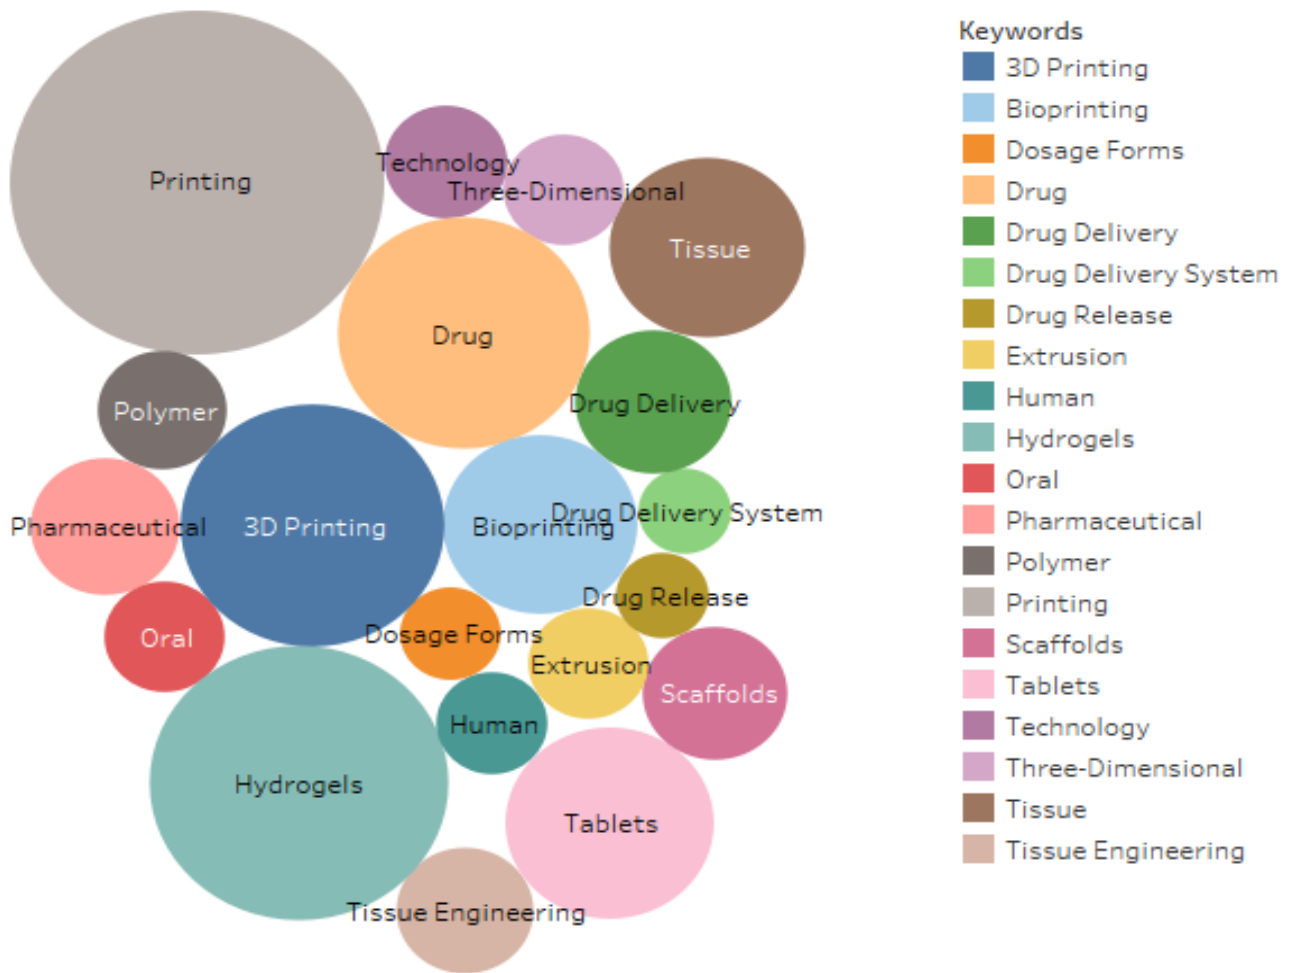 Printing
Technology
Three-Dimensional
Tissue
Drug
Polymer
Drug Delivery
Pharmaceutical
3D Printing
Bioprinting
Drug Delivery System
Drug Release
Oral
Dosage Forms
Extrusion
Scaffolds
Human
Hydrogels
Tablets
Tissue Engineering
Keywords
3D Printing
Bioprinting
Dosage Forms
Drug
Drug Delivery
Drug Delivery System
Drug Release
Extrusion
Human
Hydrogels
Oral
Pharmaceutical
Polymer
Printing
Scaffolds
Tablets
Technology
Three-Dimensional
Tissue
Tissue Engineering